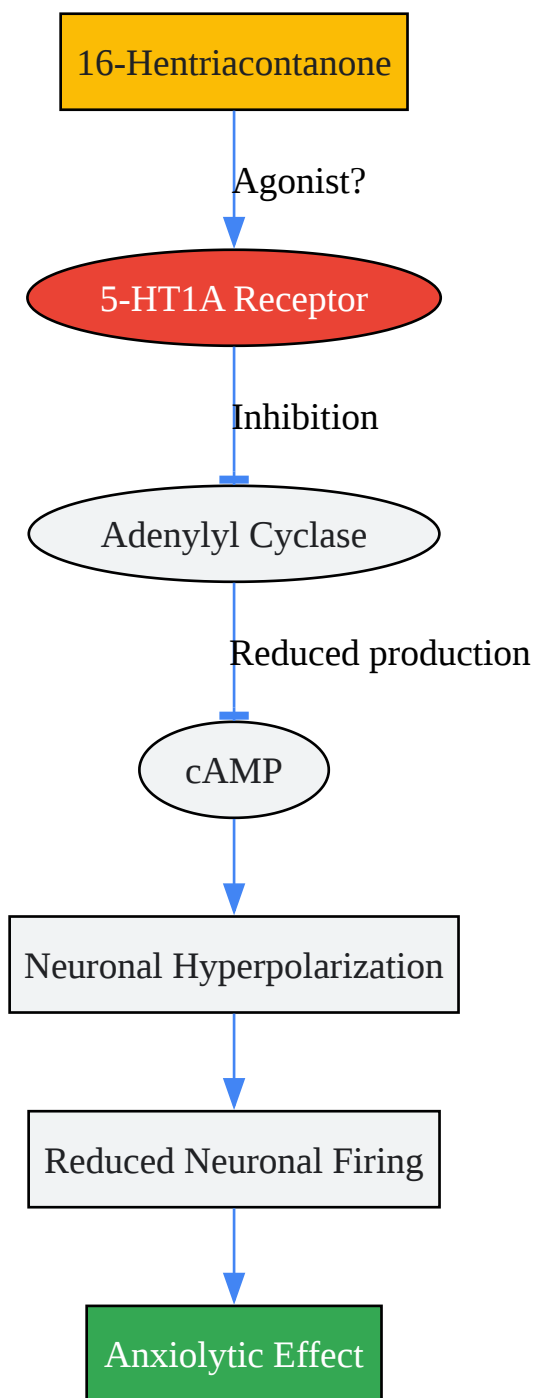 16-Hentriacontanone
Agonist?
5-HT1A Receptor
Inhibition
Adenylyl Cyclase
Reduced production
cAMP
Neuronal Hyperpolarization
Reduced Neuronal Firing
Anxiolytic Effect